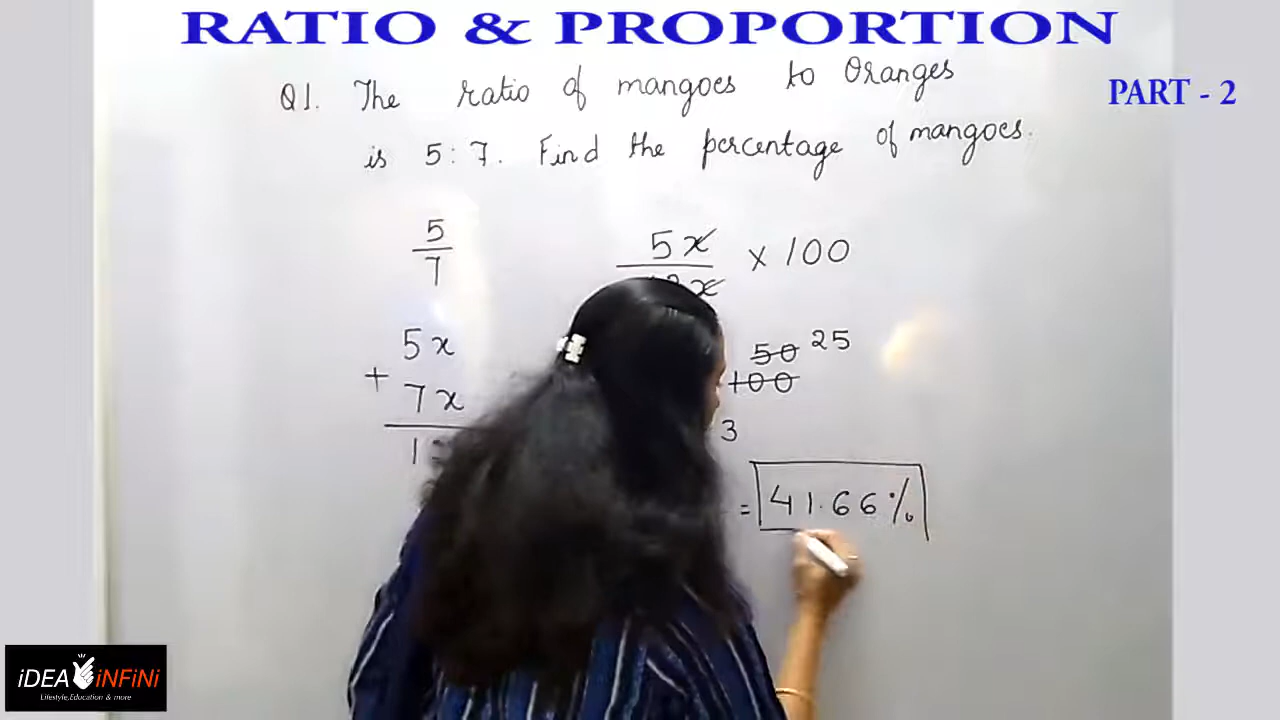 RATIO & PROPORTION
PART - 2
Q1. The ratio of mangoes to Oranges
is 5:7. Find the percentage of mangoes.
5
7
5x
+ 7x
5x × 100
x
50 25
100
3
= 41.66%
iDEA iNFiNi
Lifestyle,Education & more